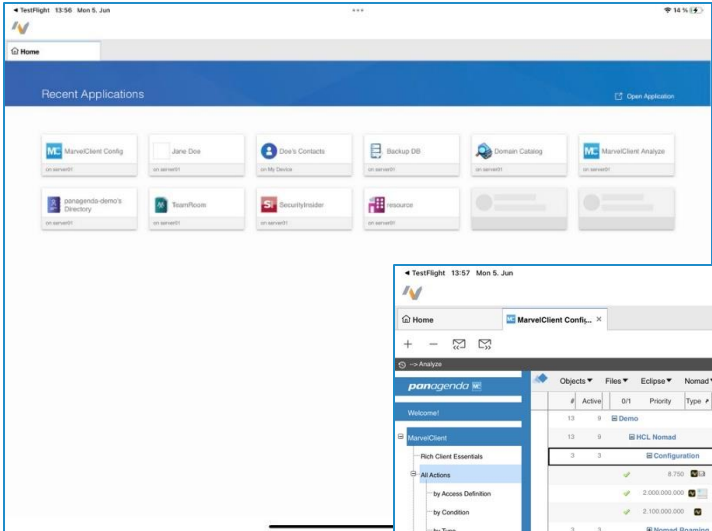 ◄ TestFlight 13:56 Mon 5. Jun
14 %
Home
Recent Applications
Open Application
MarvelClient Config
on server01
Jane Doe
on server01
Doe's Contacts
on My Device
Backup DB
on server01
Domain Catalog
on server01
MarvelClient Analyze
on server01
panagenda-demo's Directory
on server01
TeamRoom
on server01
SecurityInsider
on server01
resource
on server01
◄ TestFlight 13:57 Mon 5. Jun
Home
MarvelClient Config... ×
--> Analyze
panagenda MC
Objects▼ Files▼ Eclipse▼ Nomad
# Active 0/1 Priority Type
Welcome!
MarvelClient
Rich Client Essentials
All Actions
by Access Definition
by Condition
by Type
13 9 Demo
13 9 HCL Nomad
3 3 Configuration
8.750
2.000.000.000
2.100.000.000
3 3 Nomad Roaming